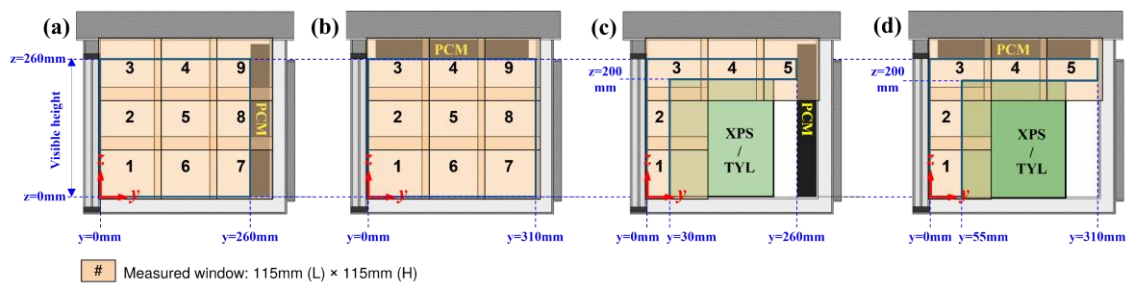 (a)
(b)
(c)
(d)
z=260mm
Visible height
z=0mm
3 4 9
2 5 8
1 6 7
PCM
z
y
y=0mm
y=260mm
PCM
3 4 9
2 5 8
1 6 7
z
y
y=0mm
y=310mm
z=200
mm
3 4 5
2
1
XPS
/
TYL
PCM
z
y
y=0mm
y=30mm
y=260mm
PCM
z=200
mm
3 4 5
2
1
XPS
/
TYL
z
y
y=0mm
y=55mm
y=310mm
# Measured window: 115mm (L) × 115mm (H)